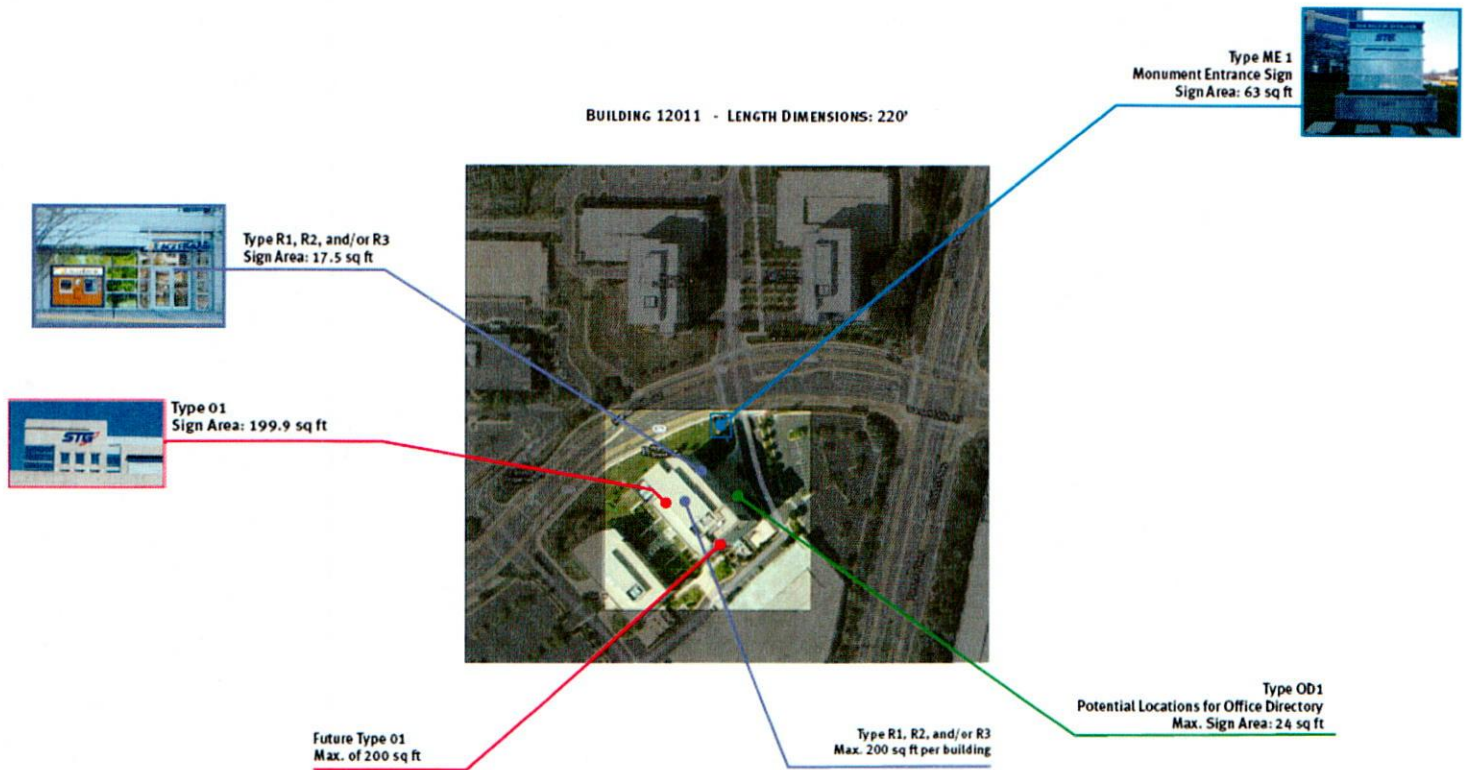 Type ME 1
Monument Entrance Sign
Sign Area: 63 sq ft
STG
BUILDING 12011 - LENGTH DIMENSIONS: 220'
Type R1, R2, and/or R3
Sign Area: 17.5 sq ft
Type 01
Sign Area: 199.9 sq ft
STG
Type OD1
Potential Locations for Office Directory
Max. Sign Area: 24 sq ft
Future Type 01
Max. of 200 sq ft
Type R1, R2, and/or R3
Max. 200 sq ft per building